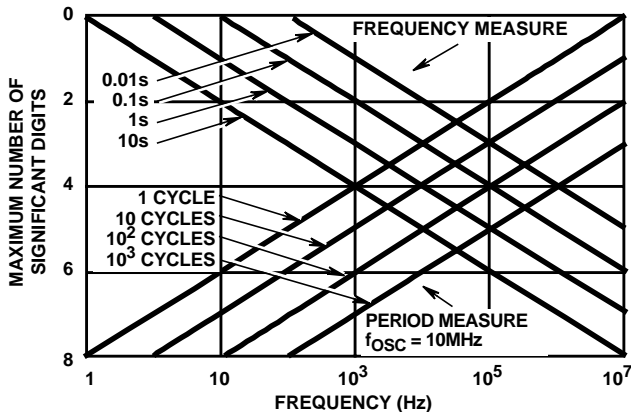 0
2
4
6
8
MAXIMUM NUMBER OF
SIGNIFICANT DIGITS
FREQUENCY MEASURE
0.01s
0.1s
1s
10s
1 CYCLE
10 CYCLES
10² CYCLES
10³ CYCLES
PERIOD MEASURE
fOSC = 10MHz
1 10 10³ 10⁵ 10⁷
FREQUENCY (Hz)